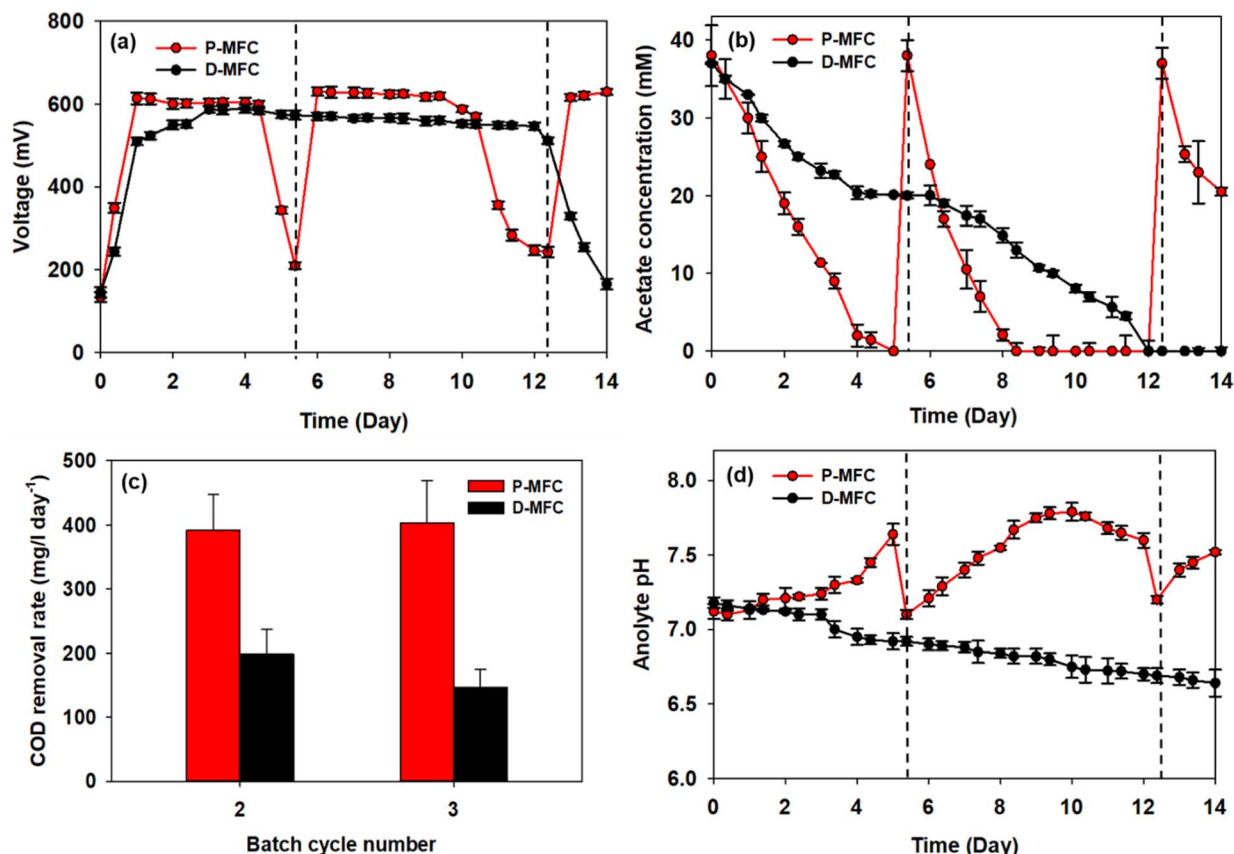 (a)
P-MFC
D-MFC
Voltage (mV)
800
600
400
200
0
0 2 4 6 8 10 12 14
Time (Day)
(b)
P-MFC
D-MFC
Acetate concentration (mM)
40
30
20
10
0
0 2 4 6 8 10 12 14
Time (Day)
(c)
P-MFC
D-MFC
COD removal rate (mg/l day-1)
500
400
300
200
100
0
2 3
Batch cycle number
(d)
P-MFC
D-MFC
Anolyte pH
8.0
7.5
7.0
6.5
6.0
0 2 4 6 8 10 12 14
Time (Day)